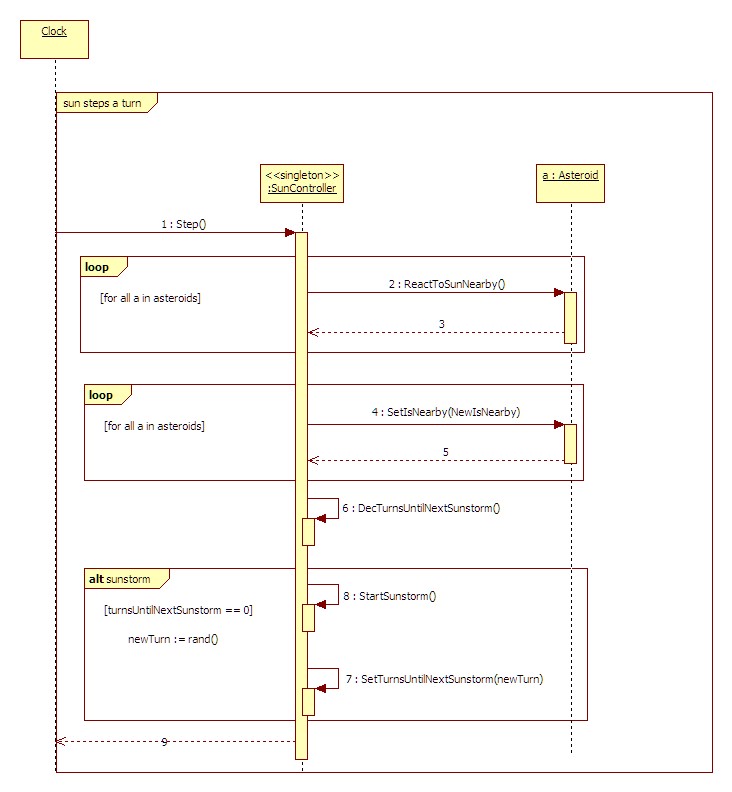 Clock
sun steps a turn
<<singleton>>
:SunController
a : Asteroid
1 : Step()
loop
2 : ReactToSunNearby()
[for all a in asteroids]
3
loop
4 : SetIsNearby(NewIsNearby)
[for all a in asteroids]
5
6 : DecTurnsUntilNextSunstorm()
alt sunstorm
8 : StartSunstorm()
[turnsUntilNextSunstorm == 0]
newTurn := rand()
7 : SetTurnsUntilNextSunstorm(newTurn)
9